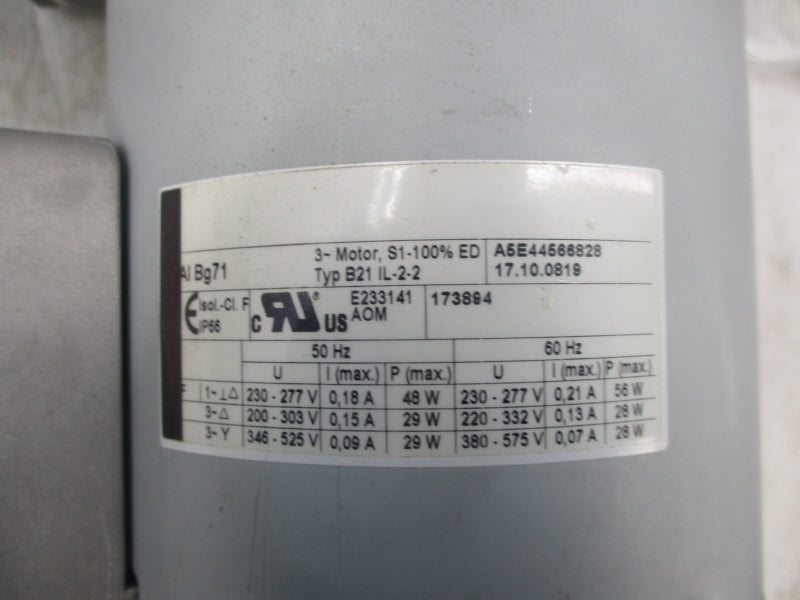 Al Bg71 3~ Motor, S1-100% ED A5E44566828
Typ B21 IL-2-2 17.10.0819
CE Isol.-Cl. F IP66 c RU® US E233141 AOM 173894
50 Hz 60 Hz
U I (max.) P (max.) U I (max.) P (max.)
F 1~⊥△ 230 - 277 V 0,18 A 48 W 230 - 277 V 0,21 A 56 W
3~△ 200 - 303 V 0,15 A 29 W 220 - 332 V 0,13 A 28 W
3~Y 346 - 525 V 0,09 A 29 W 380 - 575 V 0,07 A 28 W